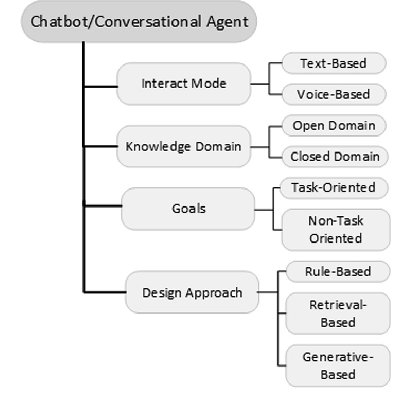 Chatbot/Conversational Agent
Interact Mode
Text-Based
Voice-Based
Knowledge Domain
Open Domain
Closed Domain
Goals
Task-Oriented
Non-Task
Oriented
Design Approach
Rule-Based
Retrieval-
Based
Generative-
Based